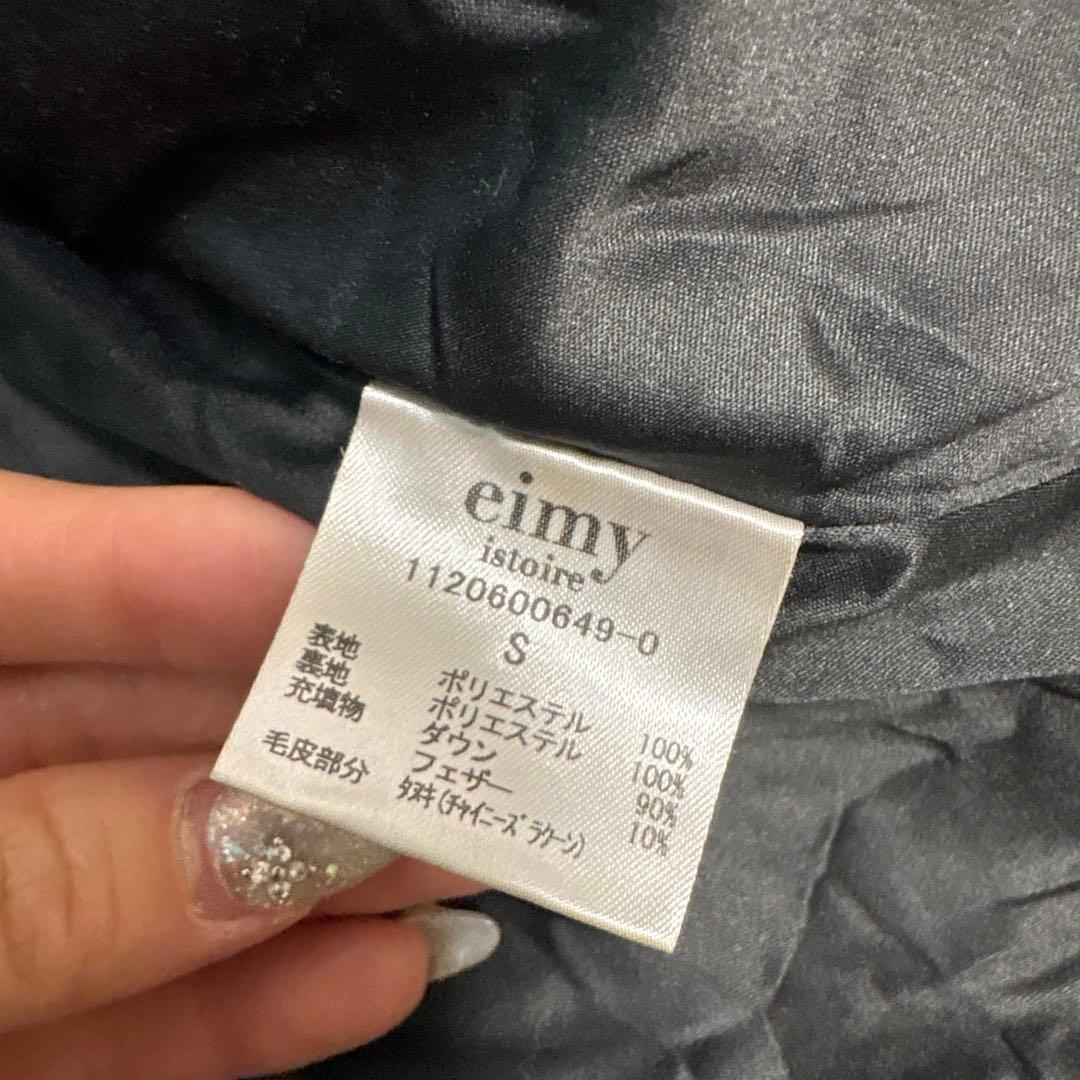 eimy
istoire
1120600649-0
S
表地 ポリエステル 100%
裏地 ポリエステル 100%
充填物 ダウン 90%
フェザー 10%
毛皮部分 タヌキ(チャイニーズラクーン)